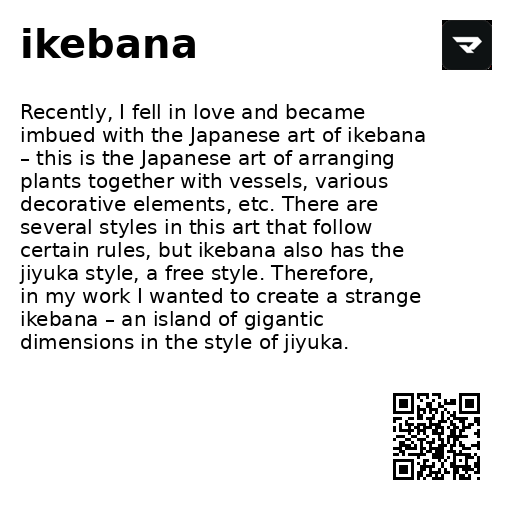 ikebana
Recently, I fell in love and became
imbued with the Japanese art of ikebana
– this is the Japanese art of arranging
plants together with vessels, various
decorative elements, etc. There are
several styles in this art that follow
certain rules, but ikebana also has the
jiyuka style, a free style. Therefore,
in my work I wanted to create a strange
ikebana – an island of gigantic
dimensions in the style of jiyuka.